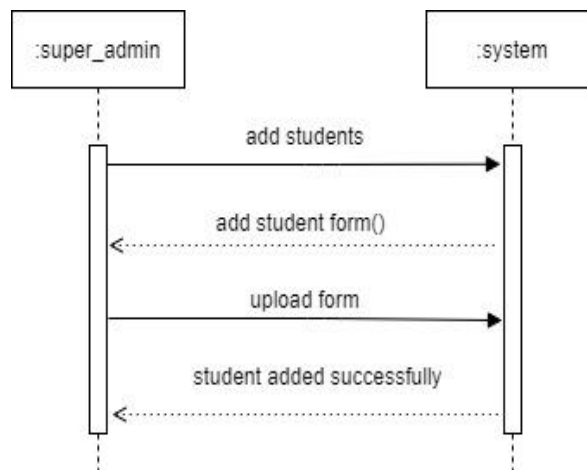 :super_admin
:system
add students
add student form()
upload form
student added successfully